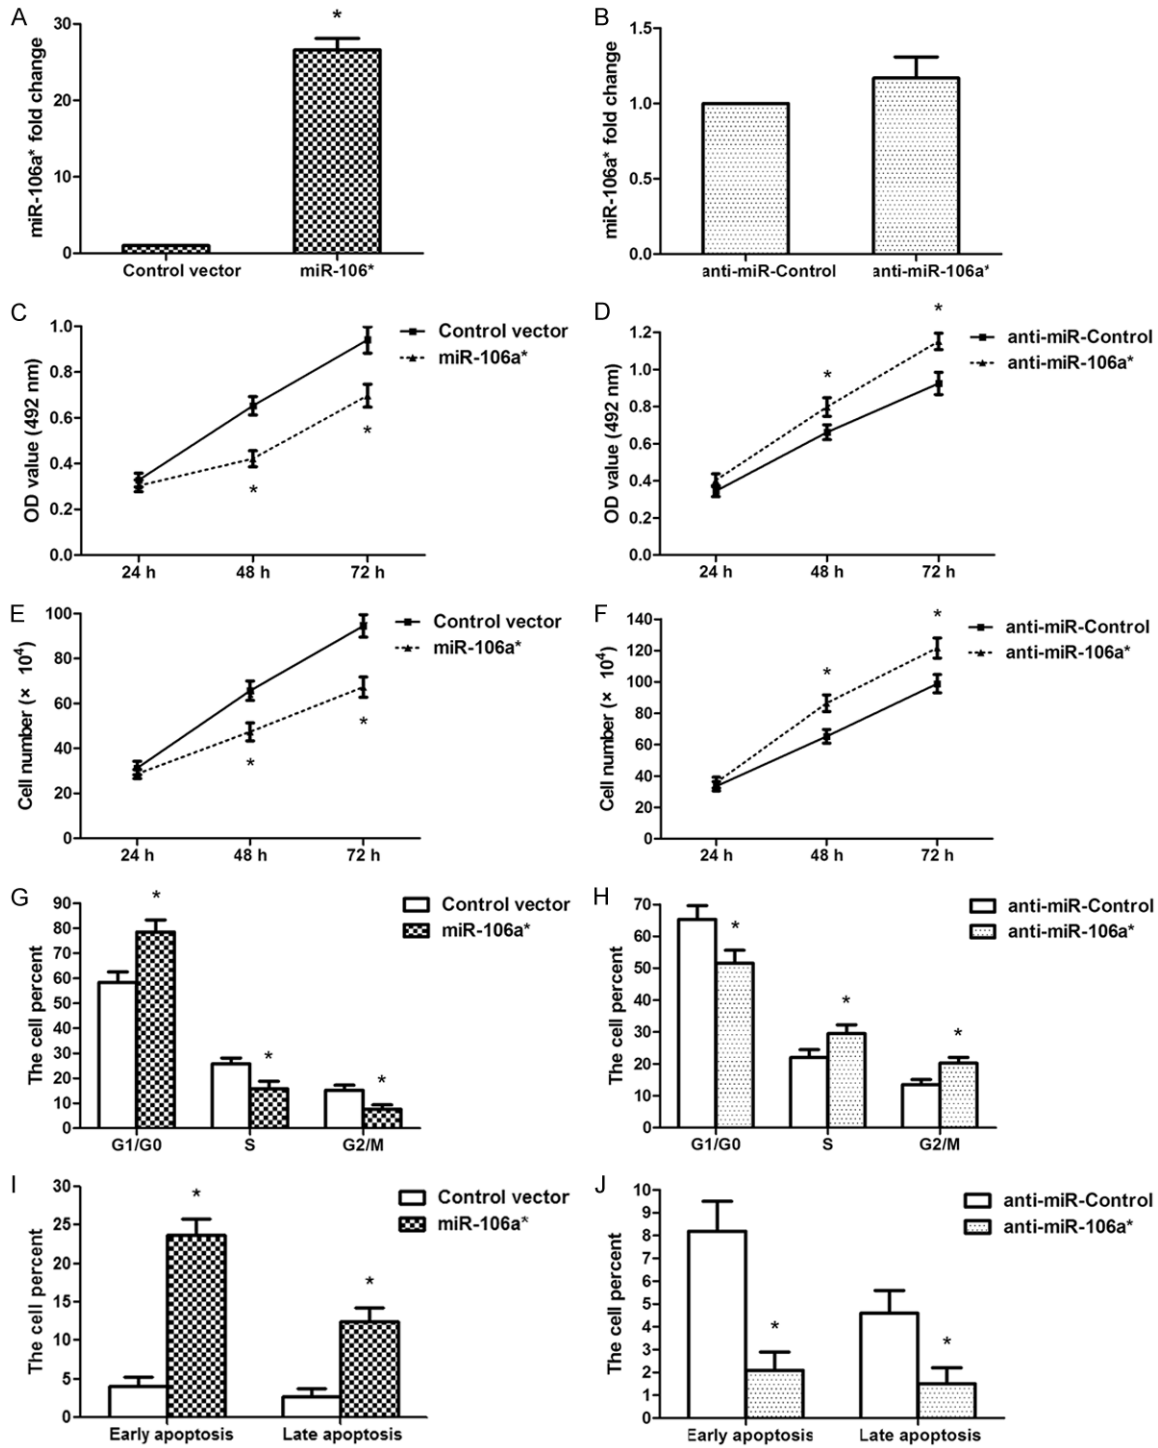 A
miR-106a* fold change
30
20
10
0
*
Control vector
miR-106*
B
miR-106a* fold change
1.5
1.0
0.5
0.0
anti-miR-Control
anti-miR-106a*
C
OD value (492 nm)
1.0
0.8
0.6
0.4
0.2
0.0
*
*
24 h
48 h
72 h
Control vector
miR-106a*
D
OD value (492 nm)
1.2
1.0
0.8
0.6
0.4
0.2
0.0
*
*
24 h
48 h
72 h
anti-miR-Control
anti-miR-106a*
E
Cell number (× 10⁴)
100
80
60
40
20
0
*
*
24 h
48 h
72 h
Control vector
miR-106a*
F
Cell number (× 10⁴)
140
120
100
80
60
40
20
0
*
*
24 h
48 h
72 h
anti-miR-Control
anti-miR-106a*
G
The cell percent
90
80
70
60
50
40
30
20
10
0
*
*
*
G1/G0
S
G2/M
Control vector
miR-106a*
H
The cell percent
70
60
50
40
30
20
10
0
*
*
*
G1/G0
S
G2/M
anti-miR-Control
anti-miR-106a*
I
The cell percent
30
25
20
15
10
5
0
*
*
Early apoptosis
Late apoptosis
Control vector
miR-106a*
J
The cell percent
10
9
8
7
6
5
4
3
2
1
0
*
*
Early apoptosis
Late apoptosis
anti-miR-Control
anti-miR-106a*